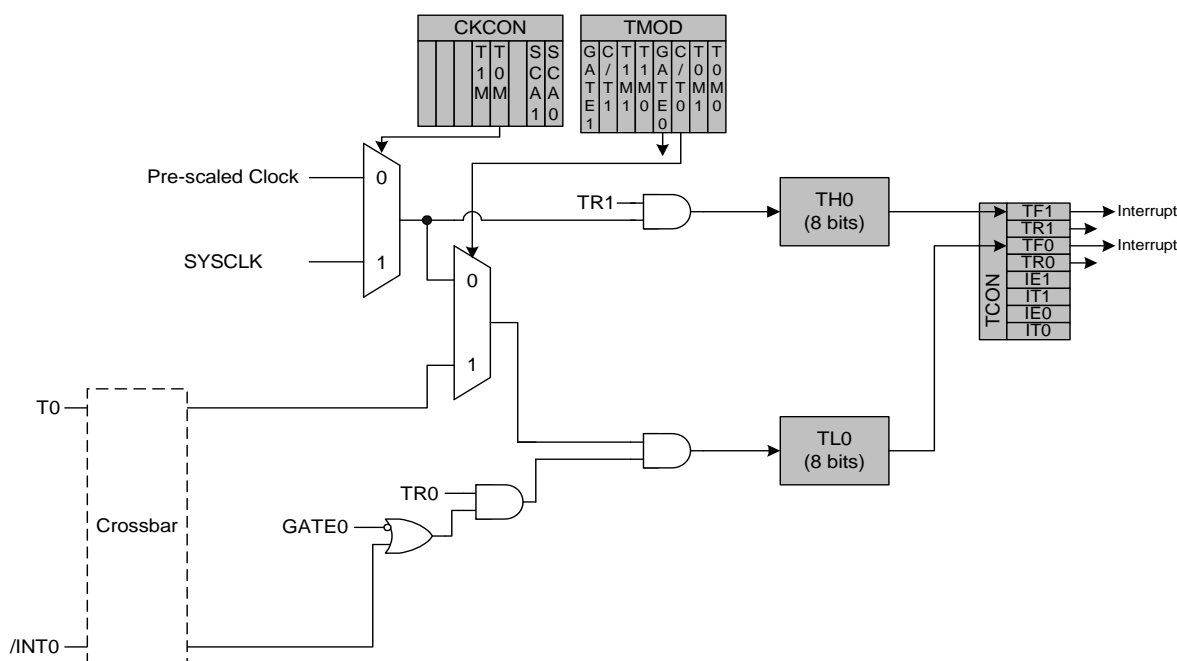 CKCON
T1M
T0M
SCA1
SCA0
TMOD
GATE1
C/T1
T1M1
T1M0
GATE0
C/T0
T0M1
T0M0
Pre-scaled Clock
0
SYSCLK
1
TR1
TH0
(8 bits)
0
1
TCON
TF1
TR1
TF0
TR0
IE1
IT1
IE0
IT0
Interrupt
Interrupt
T0
Crossbar
/INT0
TR0
GATE0
TL0
(8 bits)